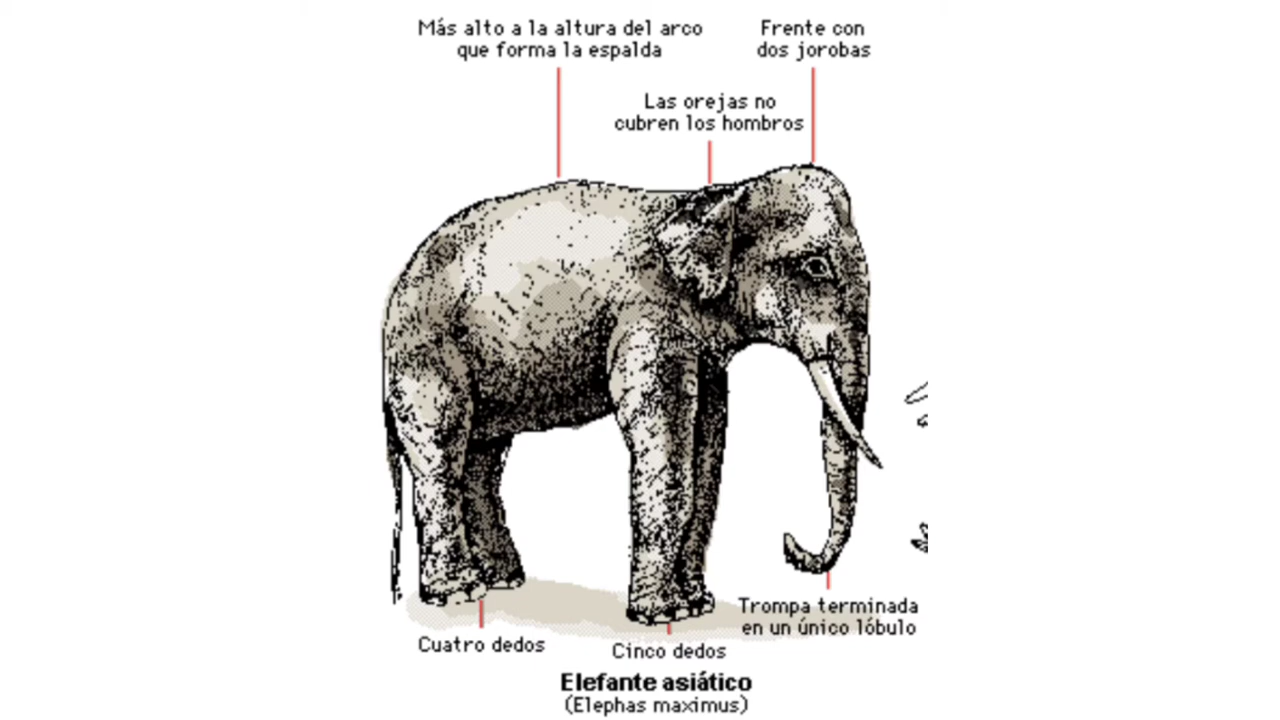 Más alto a la altura del arco
que forma la espalda
Frente con
dos jorobas
Las orejas no
cubren los hombros
Trompa terminada
en un único lóbulo
Cuatro dedos
Cinco dedos
Elefante asiático
(Elephas maximus)